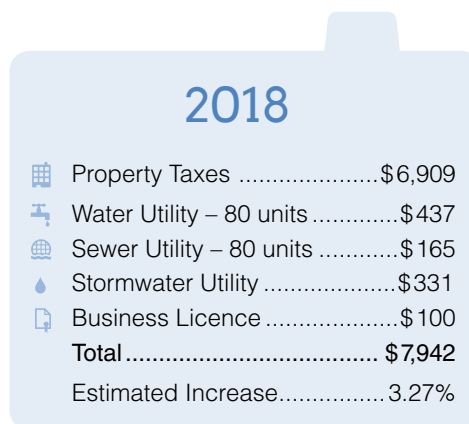 2018
Property Taxes ......................$6,909
Water Utility – 80 units .............$437
Sewer Utility – 80 units .............$165
Stormwater Utility .....................$331
Business Licence .....................$100
Total ........................................ $7,942
Estimated Increase................ 3.27%